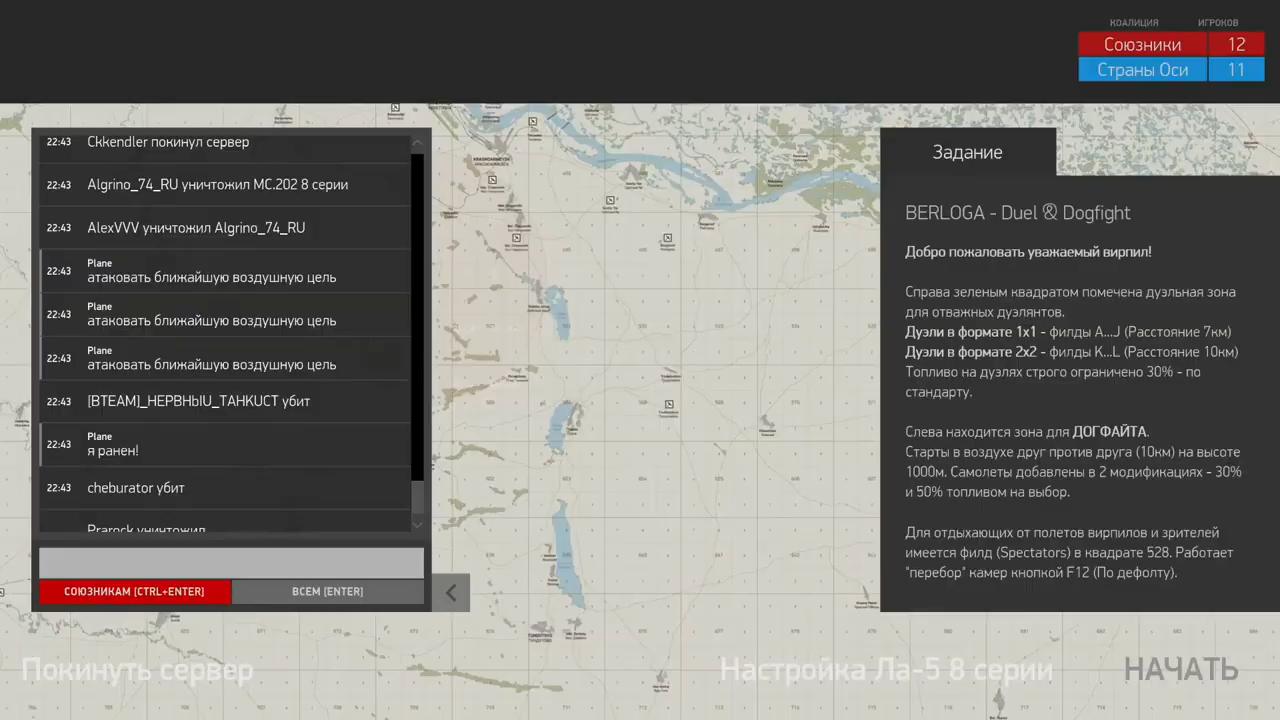 КОАЛИЦИЯ ИГРОКОВ
Союзники 12
Страны Оси 11
22:43 Ckkendler покинул сервер
22:43 Algrino_74_RU уничтожил MC.202 8 серии
22:43 AlexVVV уничтожил Algrino_74_RU
Plane
22:43 атаковать ближайшую воздушную цель
Plane
22:43 атаковать ближайшую воздушную цель
Plane
22:43 атаковать ближайшую воздушную цель
22:43 [BTEAM]_HEPBHbIU_TAHKUCT убит
Plane
22:43 я ранен!
22:43 cheburator убит
Prarock уничтожил
СОЮЗНИКАМ [CTRL+ENTER] ВСЕМ [ENTER]
Задание
BERLOGA - Duel & Dogfight
Добро пожаловать уважаемый вирпил!
Справа зеленым квадратом помечена дуэльная зона
для отважных дуэлянтов.
Дуэли в формате 1x1 - филды A...J (Расстояние 7км)
Дуэли в формате 2x2 - филды K...L (Расстояние 10км)
Топливо на дуэлях строго ограничено 30% - по
стандарту.
Слева находится зона для ДОГФАЙТА.
Старты в воздухе друг против друга (10км) на высоте
1000м. Самолеты добавлены в 2 модификациях - 30%
и 50% топливом на выбор.
Для отдыхающих от полетов вирпилов и зрителей
имеется филд (Spectators) в квадрате 528. Работает
"перебор" камер кнопкой F12 (По дефолту).
Покинуть сервер
Настройка Ла-5 8 серии
НАЧАТЬ